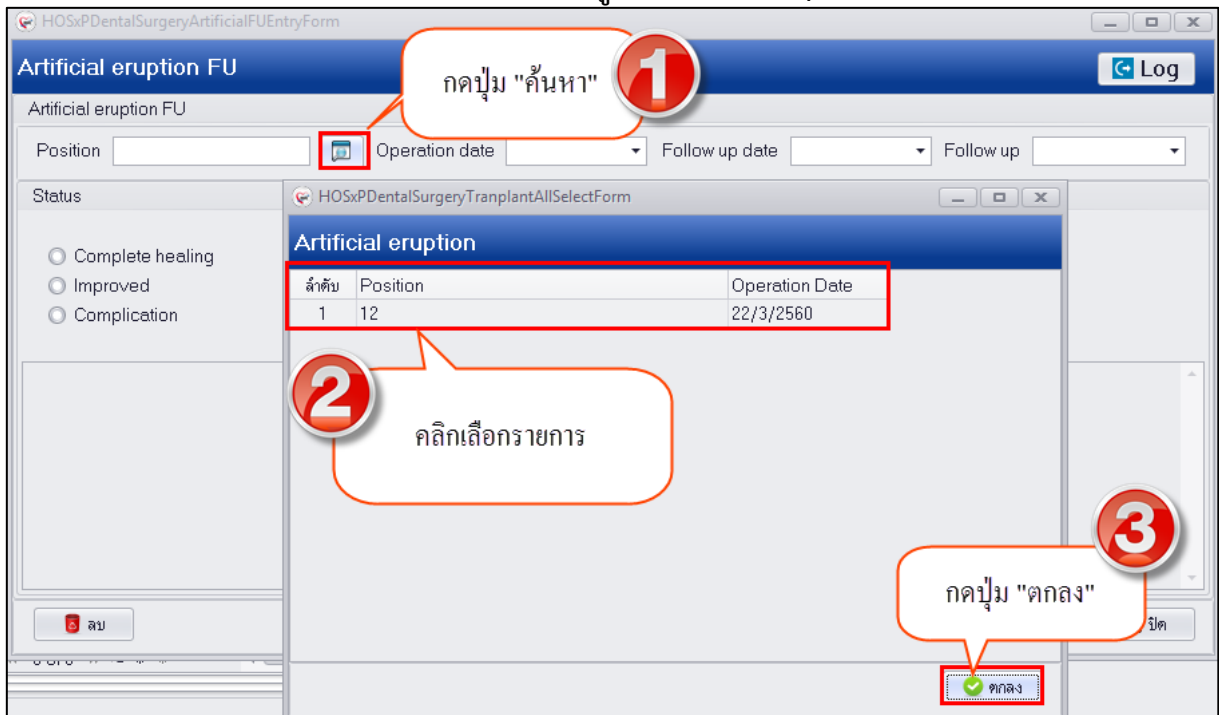 HOSxPDentalSurgeryArtificialFUEntryForm
Artificial eruption FU
Log
กดปุ่ม "ค้นหา"
1
Artificial eruption FU
Position
Operation date
Follow up date
Follow up
Status
HOSxPDentalSurgeryTranplantAllSelectForm
Artificial eruption
Complete healing
Improved
Complication
ลำดับ Position Operation Date
1 12 22/3/2560
2
คลิกเลือกรายการ
3
กดปุ่ม "ตกลง"
ลบ
ปิด
ตกลง